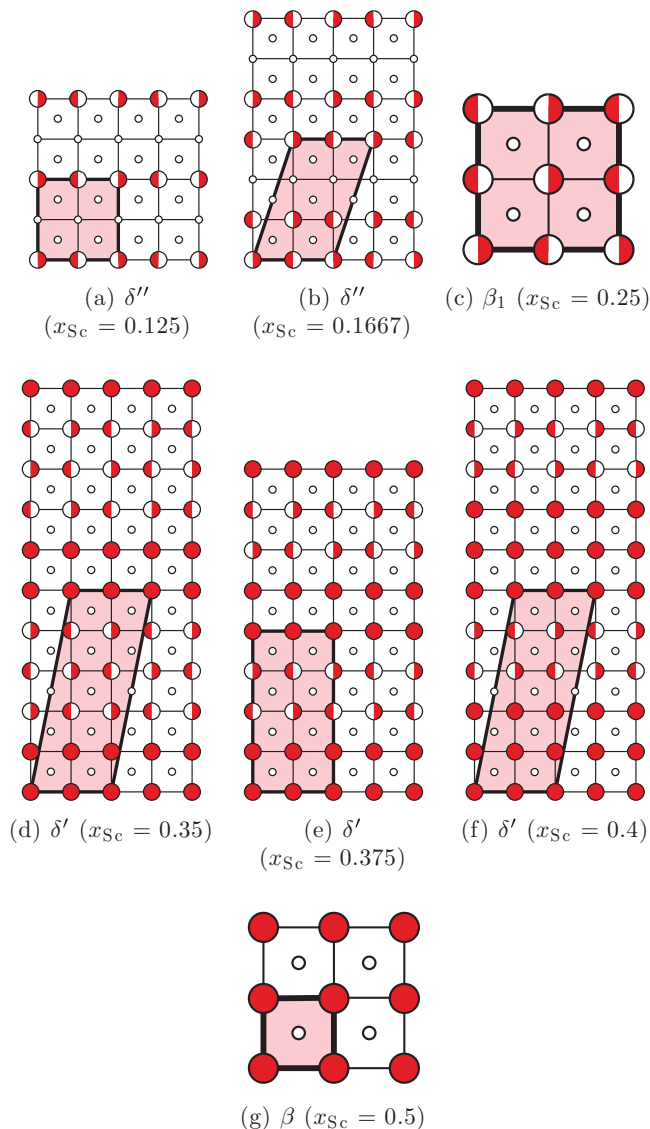 (a) δ′′
(x_Sc = 0.125)
(b) δ′′
(x_Sc = 0.1667)
(c) β₁ (x_Sc = 0.25)
(d) δ′ (x_Sc = 0.35)
(e) δ′
(x_Sc = 0.375)
(f) δ′ (x_Sc = 0.4)
(g) β (x_Sc = 0.5)